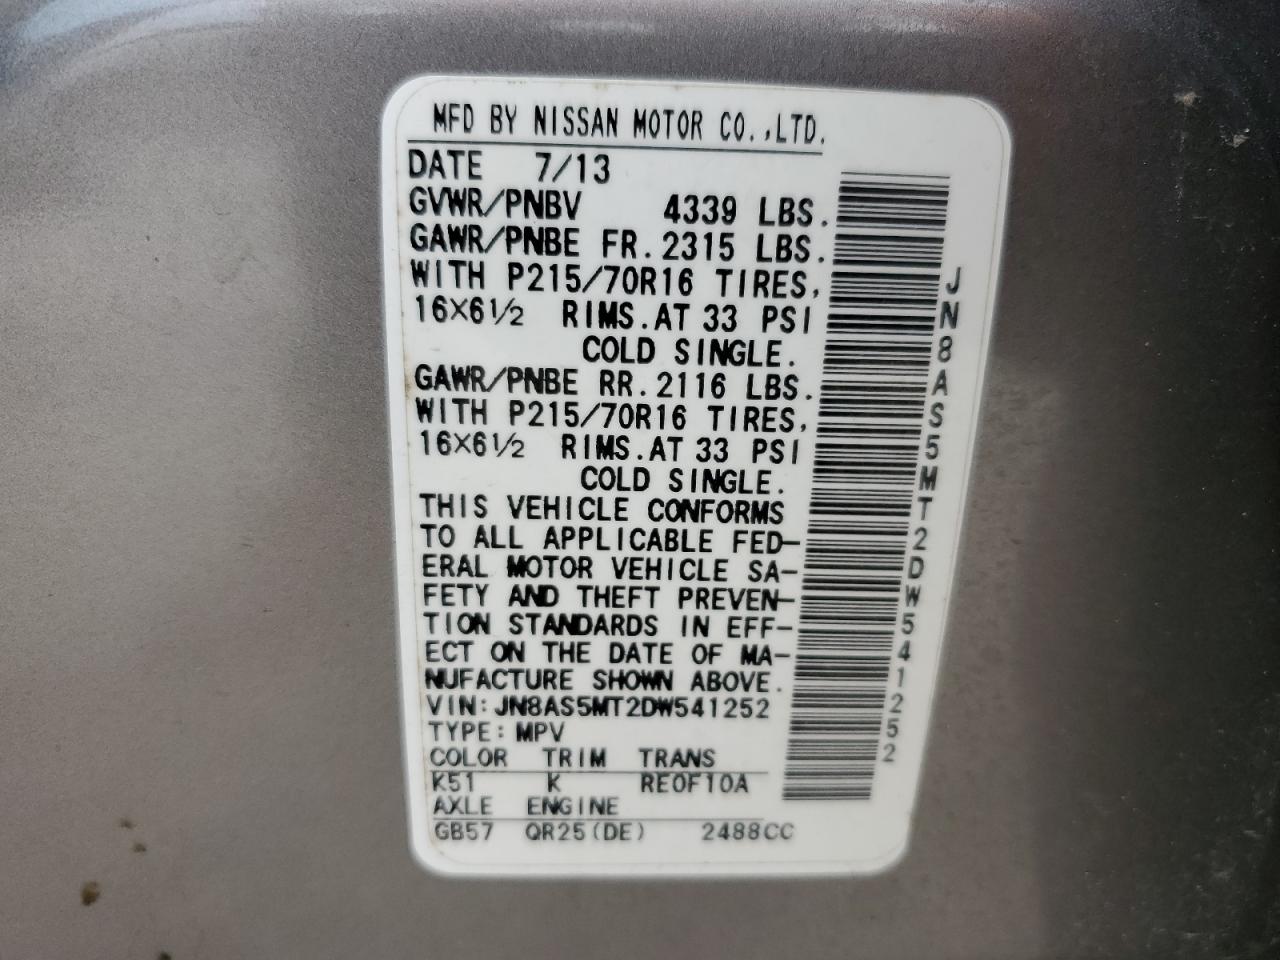 MFD BY NISSAN MOTOR CO.,LTD.
DATE 7/13
GVWR/PNBV 4339 LBS.
GAWR/PNBE FR.2315 LBS.
WITH P215/70R16 TIRES,
16X6½ RIMS.AT 33 PSI
COLD SINGLE.
GAWR/PNBE RR.2116 LBS.
WITH P215/70R16 TIRES,
16X6½ RIMS.AT 33 PSI
COLD SINGLE.
THIS VEHICLE CONFORMS
TO ALL APPLICABLE FED-
ERAL MOTOR VEHICLE SA-
FETY AND THEFT PREVEN-
TION STANDARDS IN EFF-
ECT ON THE DATE OF MA-
NUFACTURE SHOWN ABOVE.
VIN:JN8AS5MT2DW541252
TYPE:MPV
COLOR TRIM TRANS
K51 K RE0F10A
AXLE ENGINE
GB57 QR25(DE) 2488CC
JN8AS5MT2DW541252